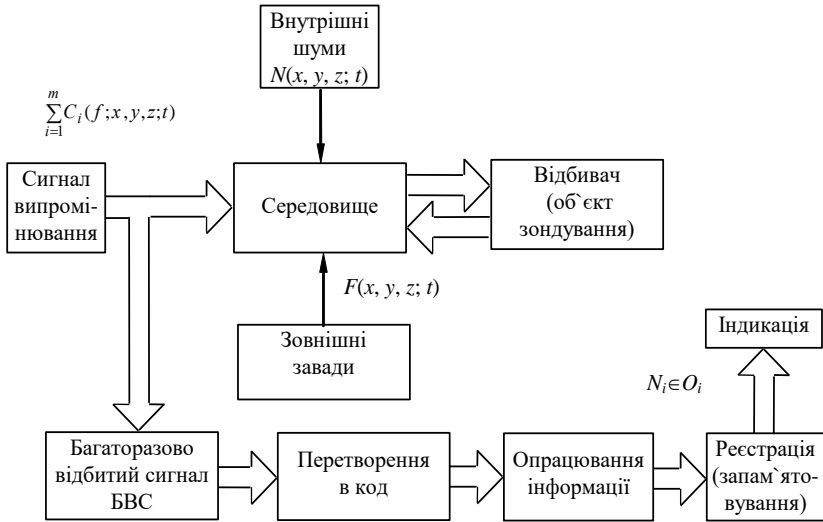 Внутрішні
шуми
N(x, y, z; t)
m
∑ C_i (f; x, y, z; t)
i=1
Сигнал
випромі-
нювання
Середовище
Відбивач
(об`єкт
зондування)
F(x, y, z; t)
Зовнішні
завади
Індикація
N_i∈O_i
Багаторазово
відбитий сигнал
БВС
Перетворення
в код
Опрацювання
інформації
Реєстрація
(запам`ято-
вування)